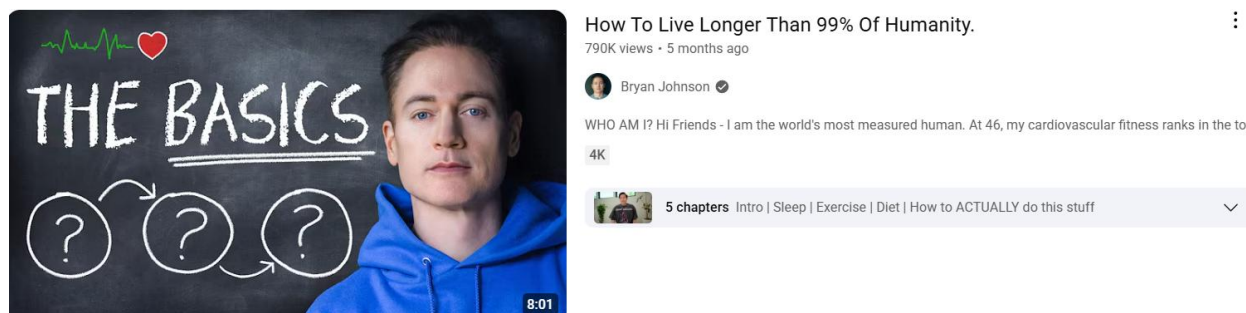 THE BASICS
?
?
?
8:01
How To Live Longer Than 99% Of Humanity.
790K views • 5 months ago
Bryan Johnson
WHO AM I? Hi Friends - I am the world's most measured human. At 46, my cardiovascular fitness ranks in the to
4K
5 chapters Intro | Sleep | Exercise | Diet | How to ACTUALLY do this stuff